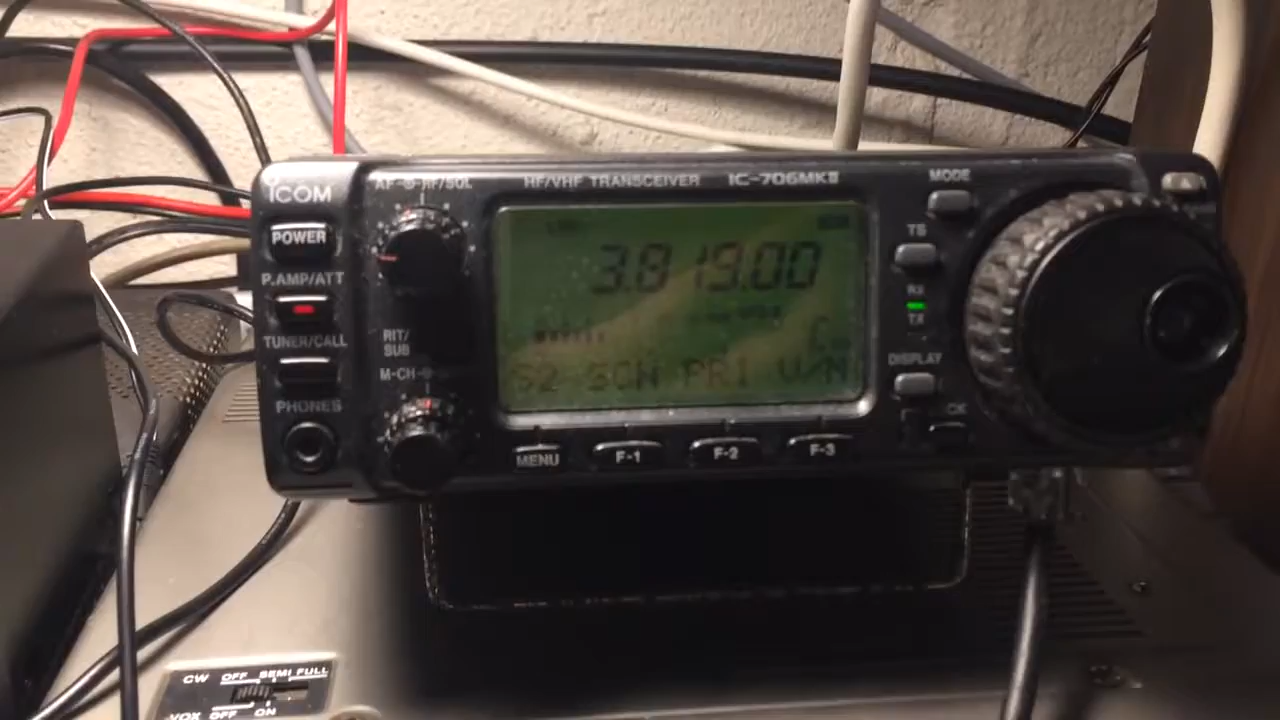 ICOM
AF-⊙-RF/SQL
HF/VHF TRANSCEIVER IC-706MKII
MODE
POWER
TS
3.819.00
P.AMP/ATT
RX
TX
TUNER/CALL
RIT/
SUB
M-CH
DISPLAY
S2 SCN PRI V/M
PHONES
MENU F-1 F-2 F-3
CW OFF SEMI FULL
VOX OFF ON